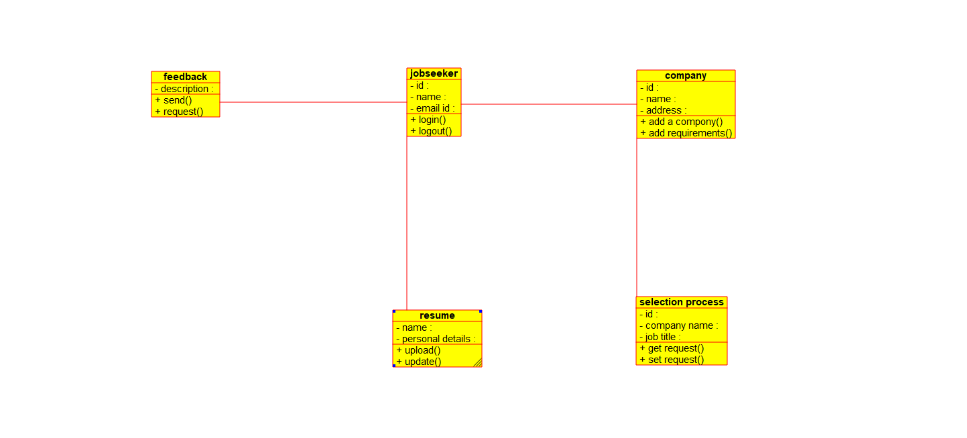 feedback
- description :
+ send()
+ request()
jobseeker
- id :
- name :
- email id :
+ login()
+ logout()
company
- id :
- name :
- address :
+ add a compony()
+ add requirements()
resume
- name :
- personal details :
+ upload()
+ update()
selection process
- id :
- company name :
- job title :
+ get request()
+ set request()